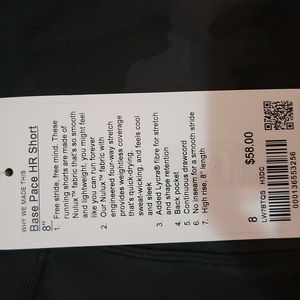 WHY WE MADE THIS
Base Pace HR Short
8"
1. Free stride, free mind. These
running shorts are made of
Nulux™ fabric that's so smooth
and lightweight, you might feel
like you can run forever
2. Our Nulux™ fabric with
engineered four-way stretch
provides weightless coverage
that's quick-drying,
sweat-wicking, and feels cool
and sleek
3. Added Lycra® fibre for stretch
and shape retention
4. Back pocket
5. Continuous drawcord
6. No inseam for a smooth stride
7. High rise, 8" length
8 $58.00
LW7BTQS H3DC
000136553256